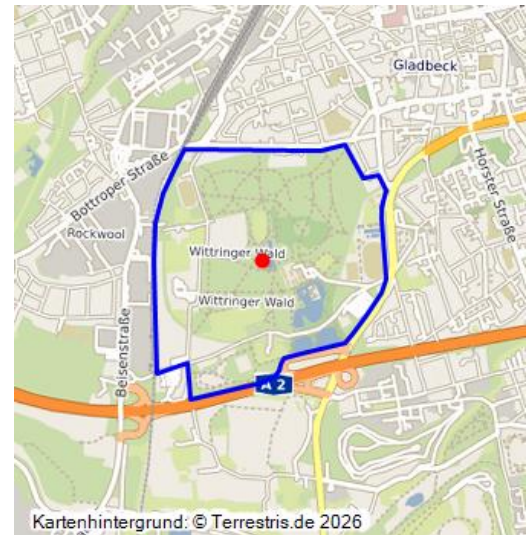 Gladbeck
Bottroper Straße
Horster Straße
Rockwool
Wittringer Wald
Wittringer Wald
Beisenstraße
A 2
Kartenhintergrund: © Terrestris.de 2026